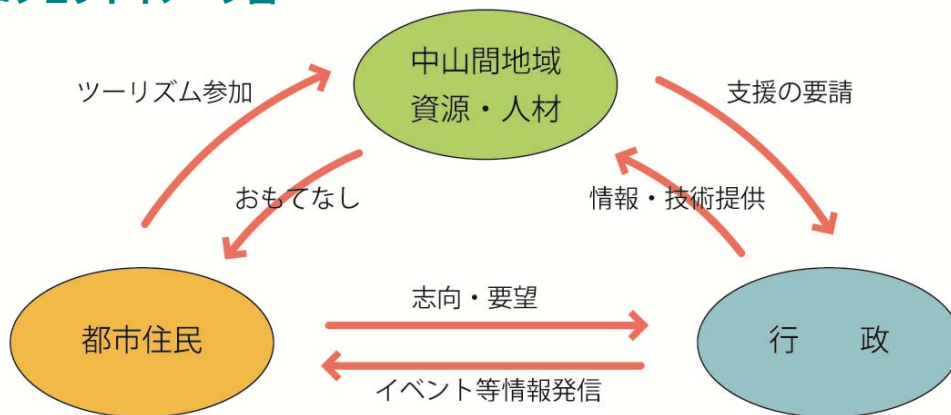 中山間地域
資源・人材
ツーリズム参加
支援の要請
おもてなし
情報・技術提供
志向・要望
都市住民
行　政
イベント等情報発信